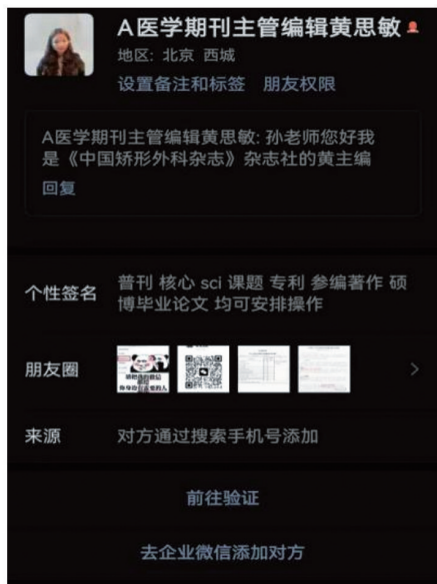 A医学期刊主管编辑黄思敏
地区: 北京 西城
设置备注和标签 朋友权限
A医学期刊主管编辑黄思敏: 孙老师您好我
是《中国矫形外科杂志》杂志社的黄主编
回复
个性签名
普刊 核心 sci 课题 专利 参编著作 硕
博毕业论文 均可安排操作
朋友圈
来源
对方通过搜索手机号添加
前往验证
去企业微信添加对方